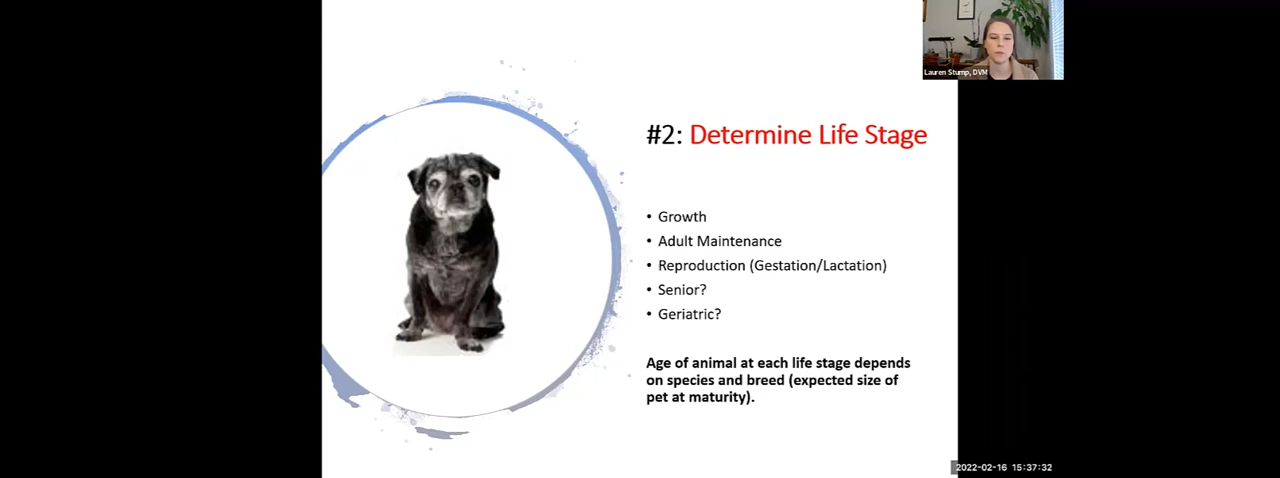 Lauren Stump, DVM
#2: Determine Life Stage
• Growth
• Adult Maintenance
• Reproduction (Gestation/Lactation)
• Senior?
• Geriatric?
Age of animal at each life stage depends
on species and breed (expected size of
pet at maturity).
2022-02-16 15:37:32